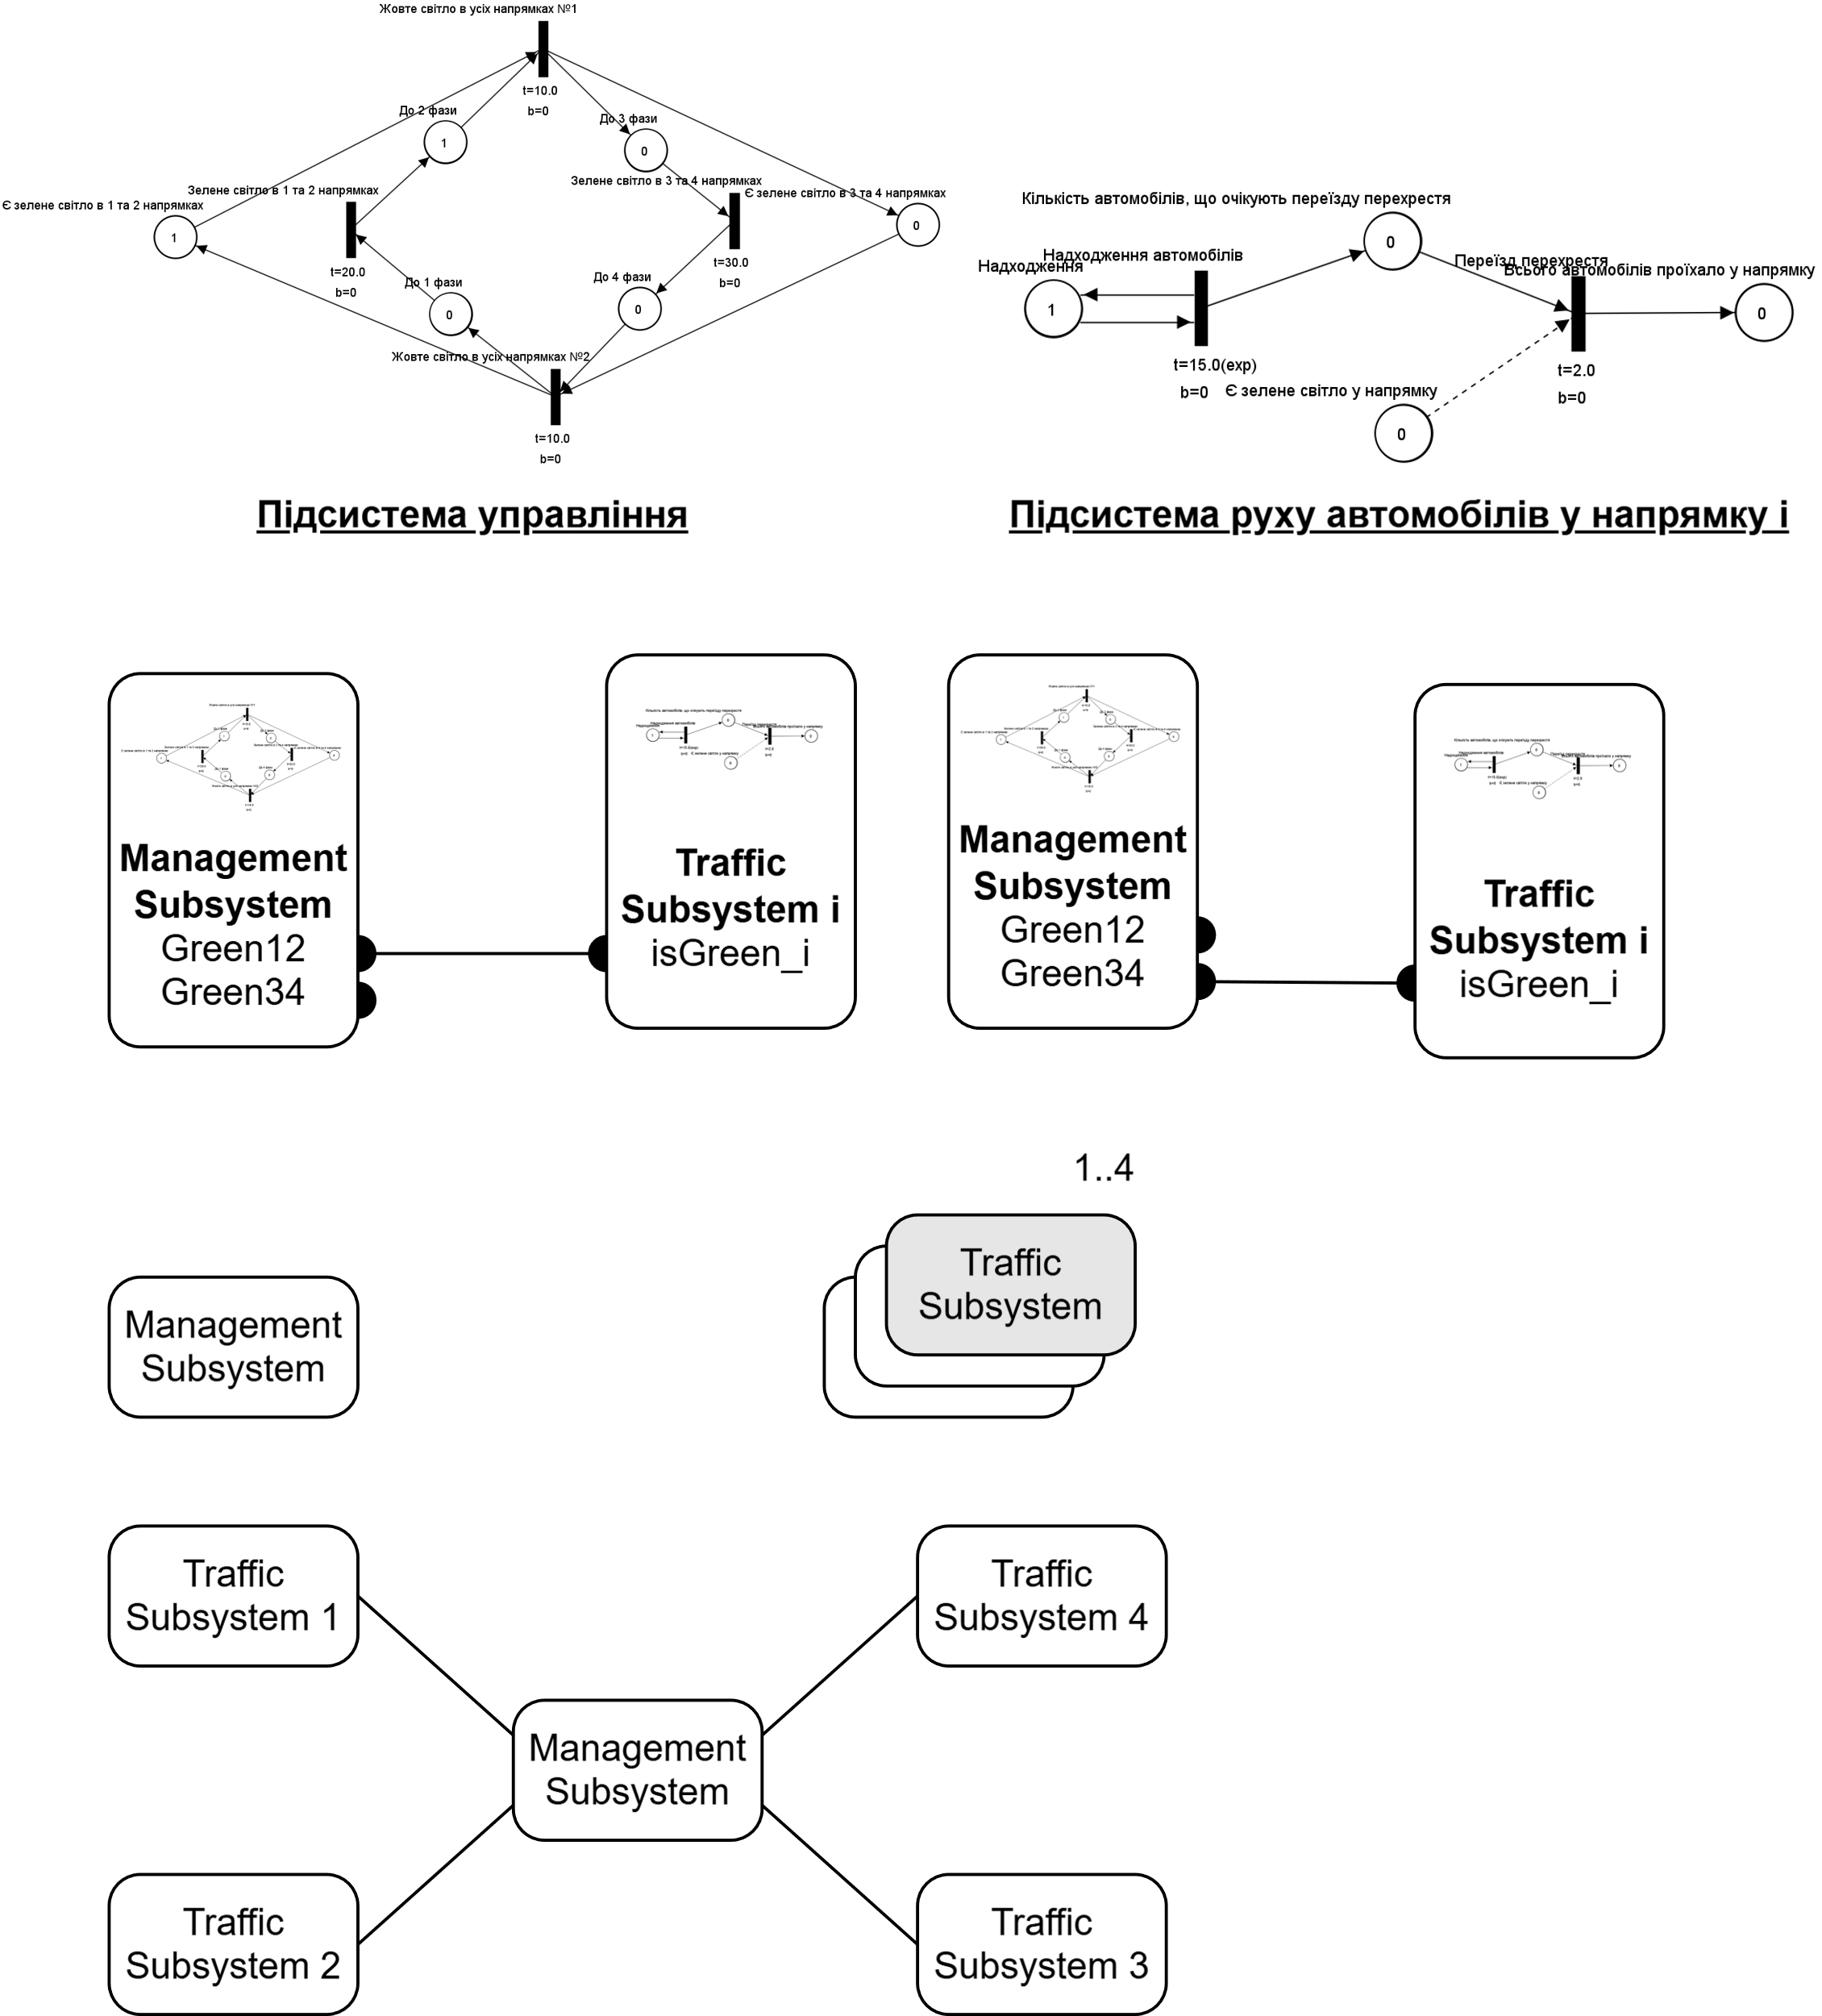 Жовте світло в усіх напрямках №1
t=10.0
b=0
До 2 фази
1
До 3 фази
0
Зелене світло в 3 та 4 напрямках
Зелене світло в 1 та 2 напрямках
Є зелене світло в 3 та 4 напрямках
Є зелене світло в 1 та 2 напрямках
1
0
t=20.0
b=0
t=30.0
b=0
До 1 фази
0
До 4 фази
0
Жовте світло в усіх напрямках №2
t=10.0
b=0
Підсистема управління
Кількість автомобілів, що очікують переїзду перехрестя
0
Надходження автомобілів
Надходження
1
Переїзд перехрестя
Всього автомобілів проїхало у напрямку
0
t=15.0(exp)
b=0
t=2.0
b=0
Є зелене світло у напрямку
0
Підсистема руху автомобілів у напрямку і
Management
Subsystem
Green12
Green34
Traffic
Subsystem i
isGreen_i
Management
Subsystem
Green12
Green34
Traffic
Subsystem i
isGreen_i
1..4
Traffic
Subsystem
Management
Subsystem
Traffic
Subsystem 1
Traffic
Subsystem 4
Management
Subsystem
Traffic
Subsystem 2
Traffic
Subsystem 3